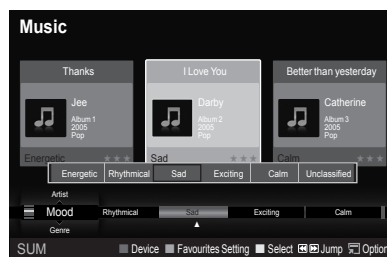 Music
Thanks I Love You Better than yesterday
Jee Darby Catherine
Album 1 Album 2 Album 3
2005 2005 2005
Pop Pop Pop
Energetic Sad Calm
Energetic Rhythmical Sad Exciting Calm Unclassified
Artist
Mood Rhythmical Sad Exciting Calm
Genre
SUM Device Favourites Setting Select Jump Option